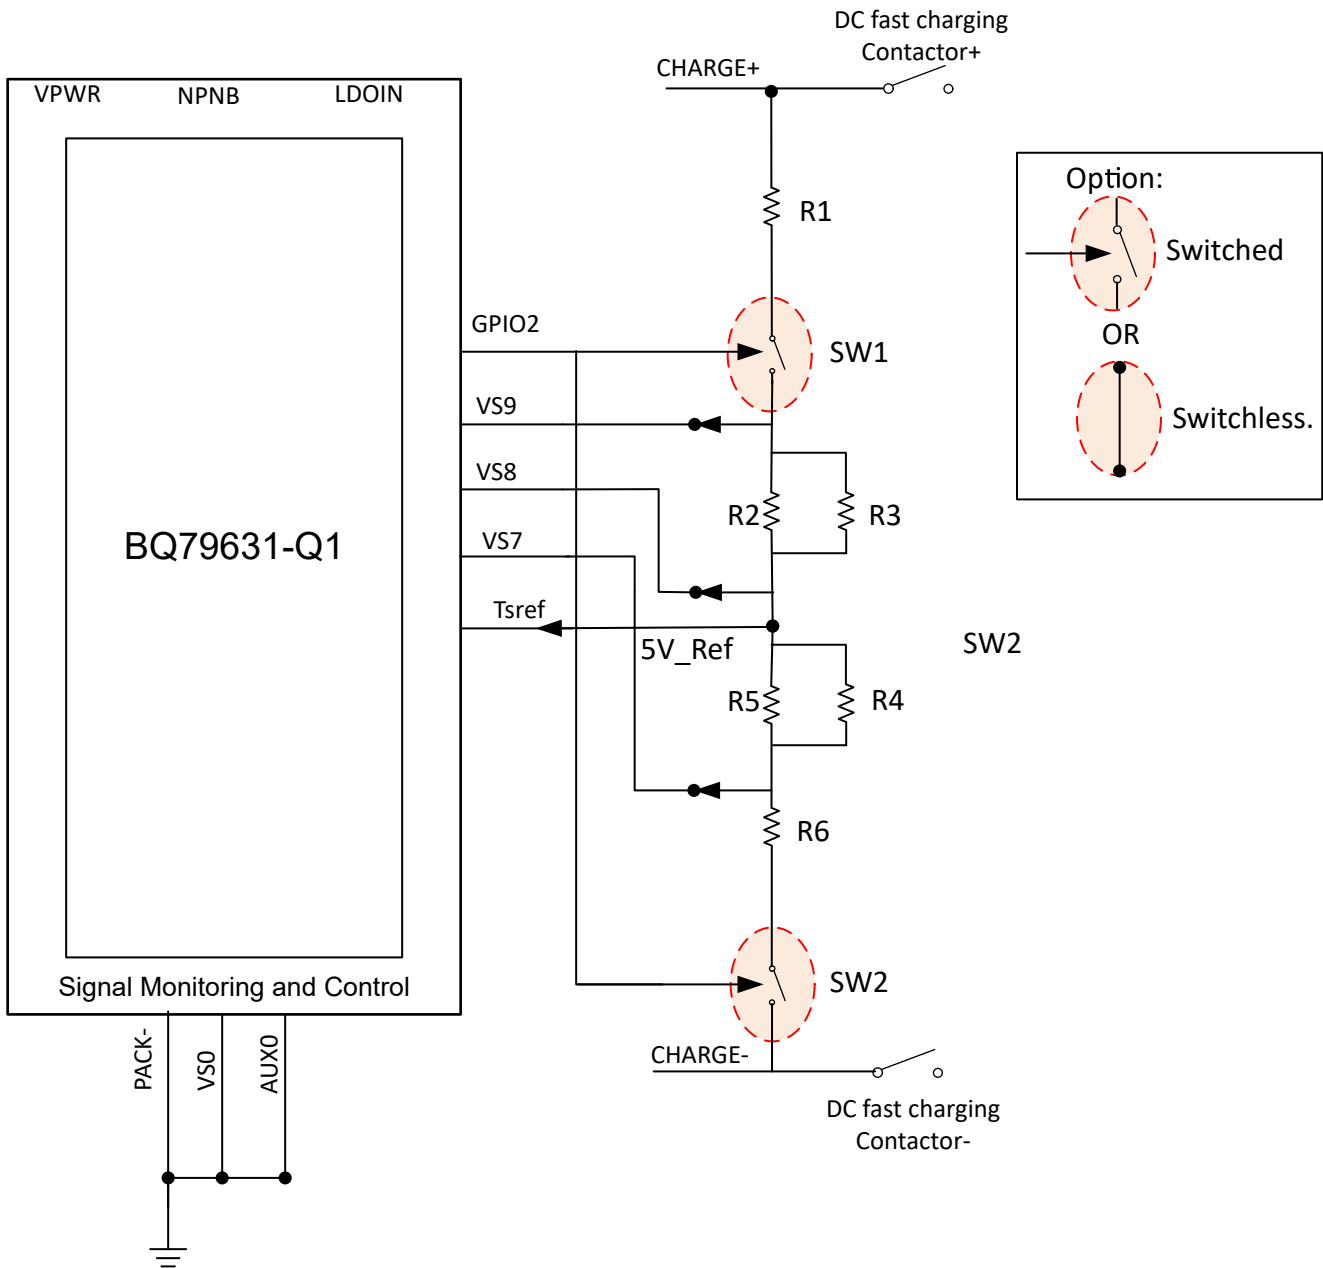 DC fast charging
Contactor+
CHARGE+
VPWR
NPNB
LDOIN
Option:
R1
Switched
GPIO2
OR
SW1
VS9
Switchless.
VS8
R2
R3
BQ79631-Q1
VS7
Tsref
5V_Ref
SW2
R5
R4
R6
Signal Monitoring and Control
SW2
PACK-
VS0
AUX0
CHARGE-
DC fast charging
Contactor-